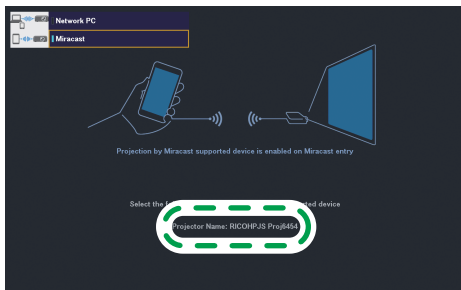 Network PC
Miracast
Projection by Miracast supported device is enabled on Miracast entry
Select the ted device
Projector Name: RICOHPJS Proj6454